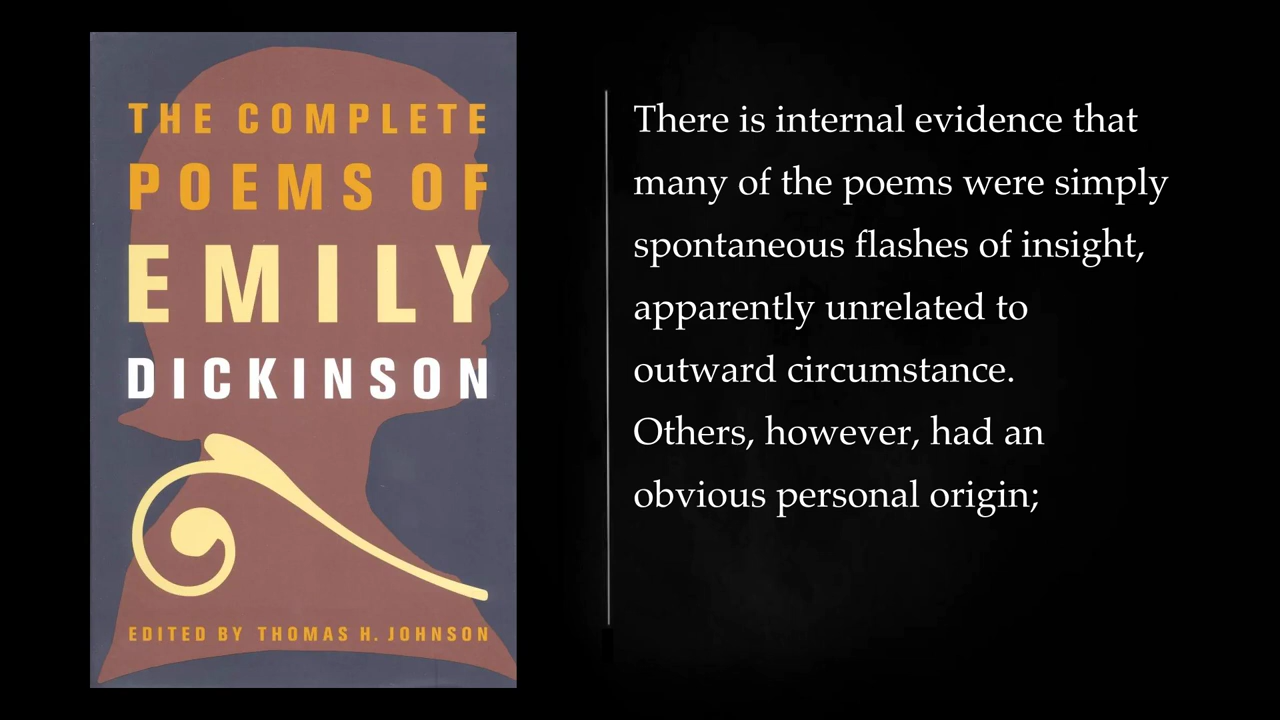 THE COMPLETE
POEMS OF
EMILY
DICKINSON
EDITED BY THOMAS H. JOHNSON
There is internal evidence that
many of the poems were simply
spontaneous flashes of insight,
apparently unrelated to
outward circumstance.
Others, however, had an
obvious personal origin;